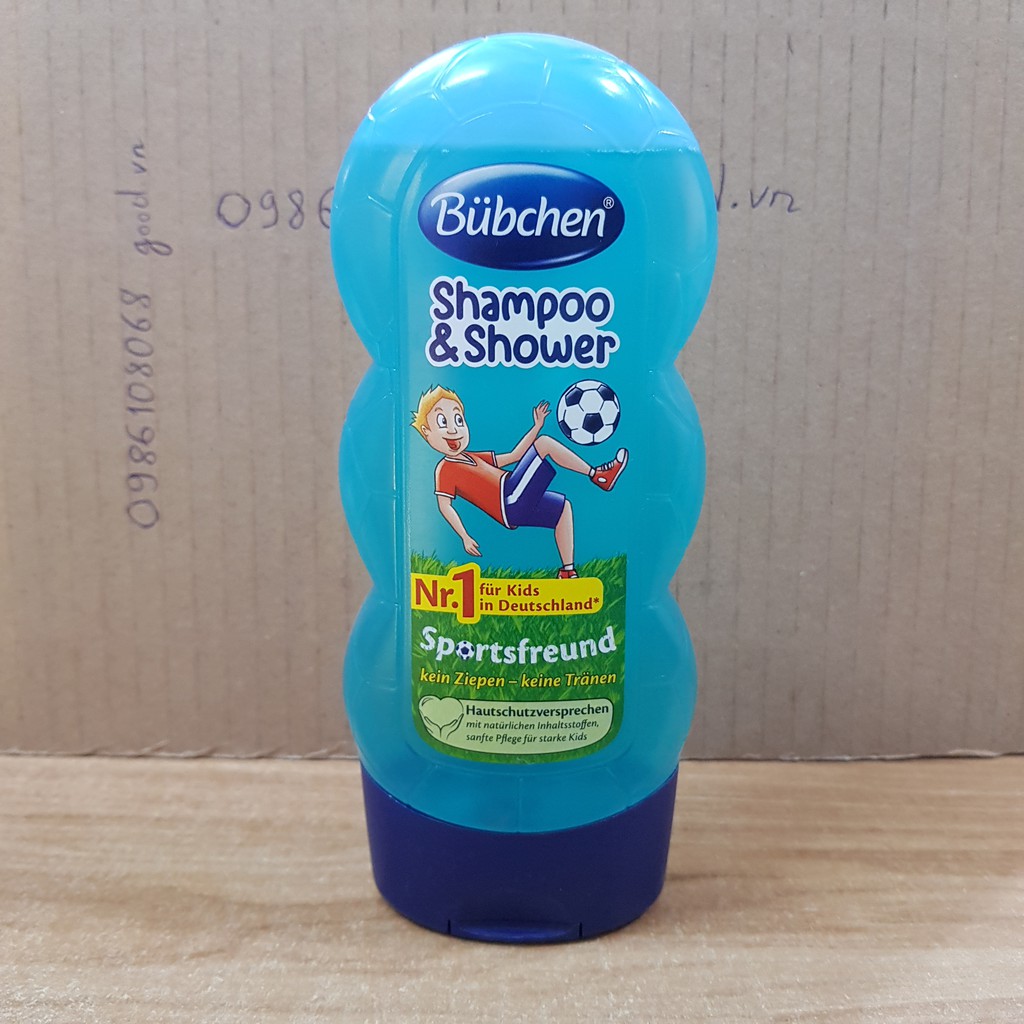 Bübchen®
Shampoo
& Shower
Nr.1 für Kids
in Deutschland*
Sportsfreund
kein Ziepen – keine Tränen
Hautschutzversprechen
mit natürlichen Inhaltsstoffen,
sanfte Pflege für starke Kids
0986108068 good vn
0986
d.vn